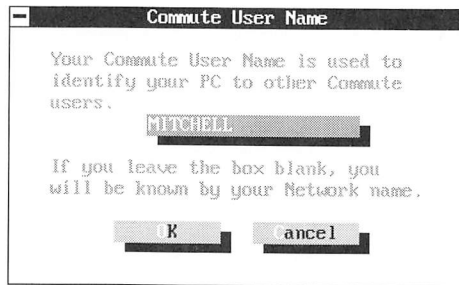 Commute User Name
Your Commute User Name is used to
identify your PC to other Commute
users.
MITCHELL
If you leave the box blank, you
will be known by your Network name.
OK Cancel